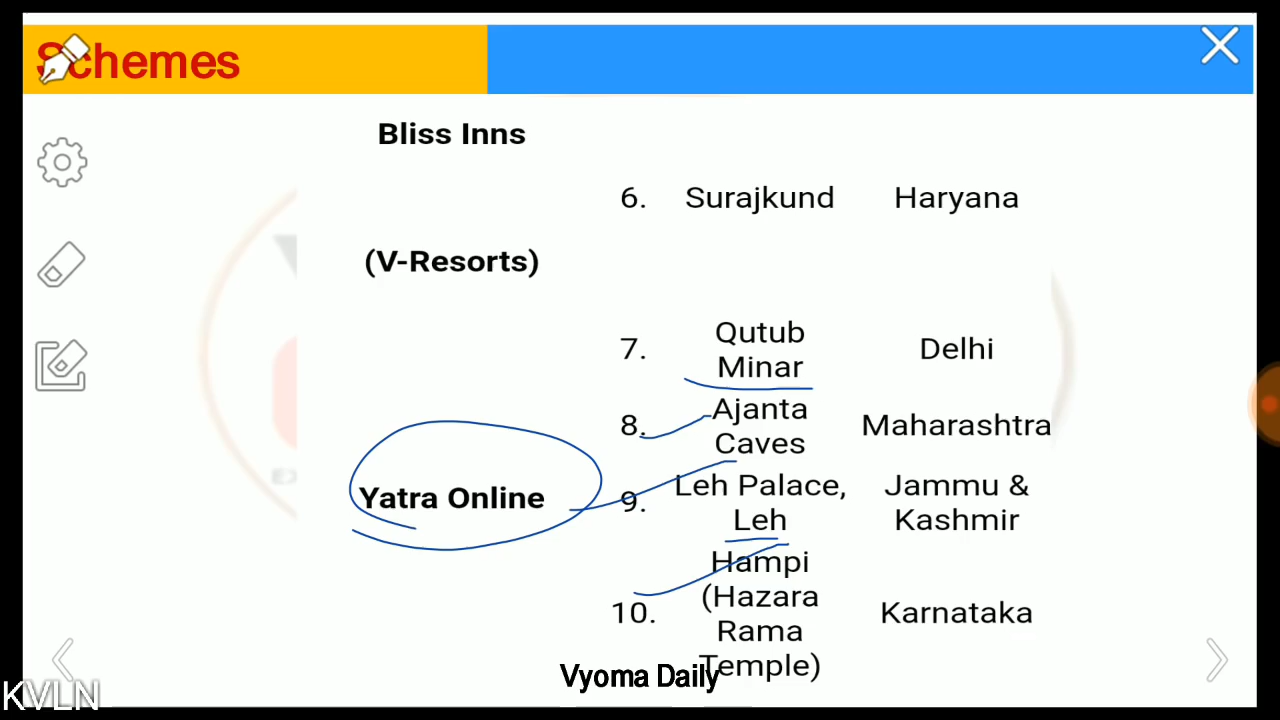 Schemes
Bliss Inns
6. Surajkund Haryana
(V-Resorts)
7. Qutub Minar Delhi
8. Ajanta Caves Maharashtra
Yatra Online
9. Leh Palace, Leh Jammu & Kashmir
10. Hampi (Hazara Rama Temple) Karnataka
Vyoma Daily
KVLN